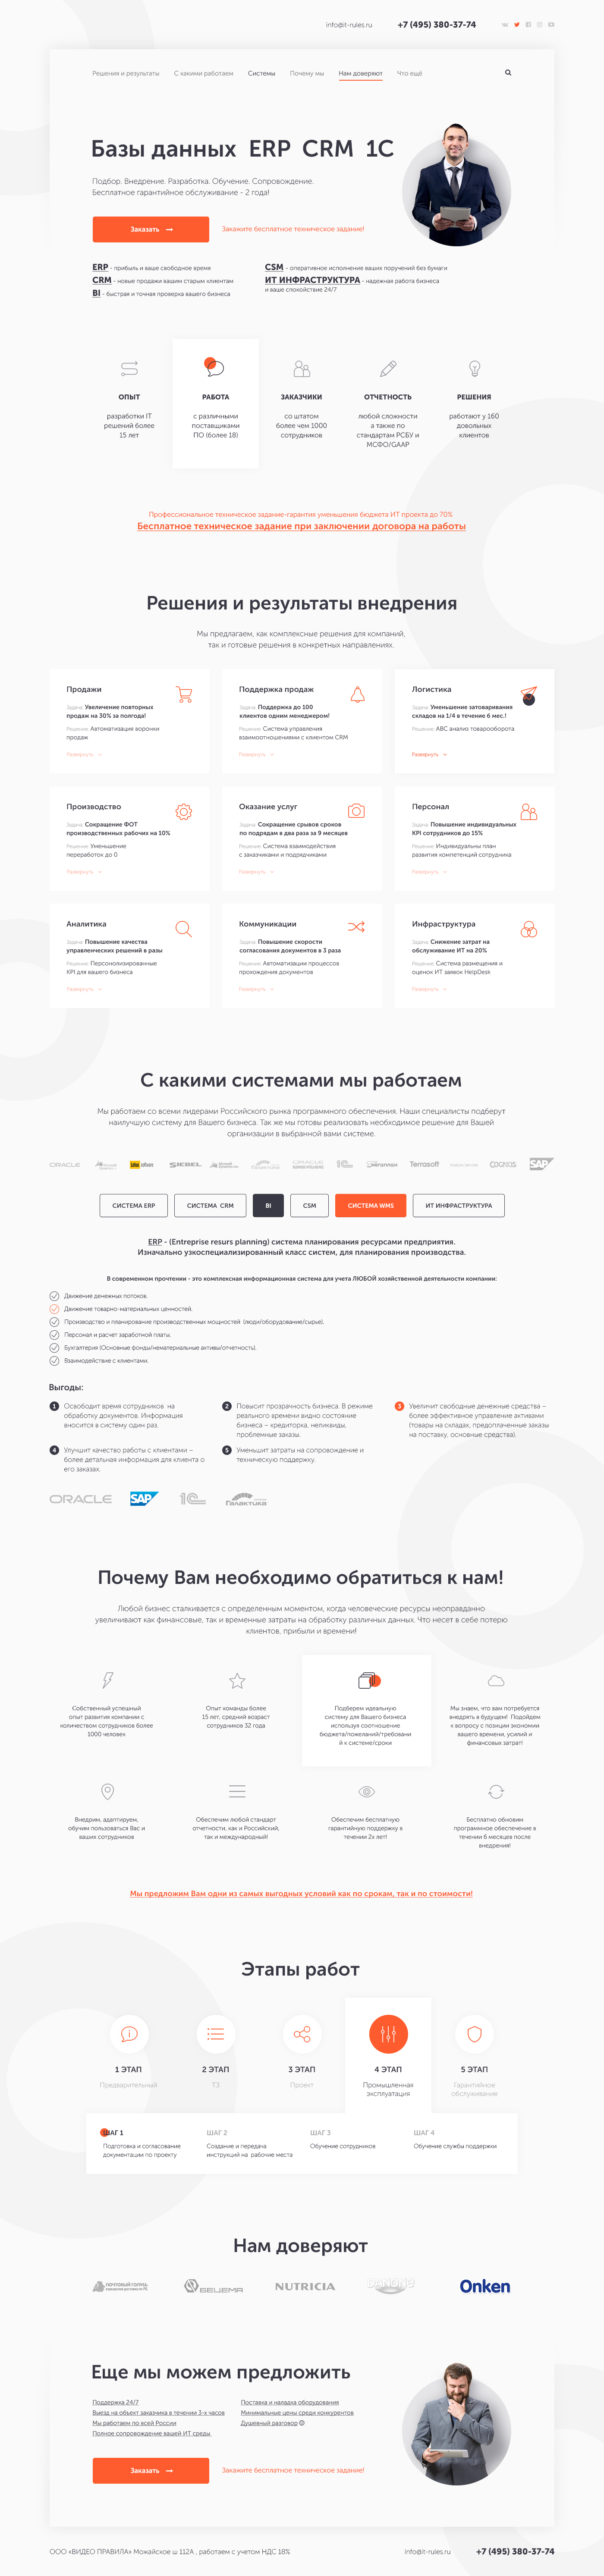 info@it-rules.ru
+7 (495) 380-37-74
Решения и результаты
С какими работаем
Системы
Почему мы
Нам доверяют
Что ещё
Базы данных ERP CRM 1C
Подбор. Внедрение. Разработка. Обучение. Сопровождение.
Бесплатное гарантийное обслуживание - 2 года!
Заказать
Закажите бесплатное техническое задание!
ERP - прибыль и ваше свободное время
CRM - новые продажи вашим старым клиентам
BI - быстрая и точная проверка вашего бизнеса
CSM - оперативное исполнение ваших поручений без бумаги
ИТ ИНФРАСТРУКТУРА - надежная работа бизнеса
и ваше спокойствие 24/7
ОПЫТ
разработки IT
решений более
15 лет
РАБОТА
с различными
поставщиками
ПО (более 18)
ЗАКАЗЧИКИ
со штатом
более чем 1000
сотрудников
ОТЧЕТНОСТЬ
любой сложности
а также по
стандартам РСБУ и
МСФО/GAAP
РЕШЕНИЯ
работают у 160
довольных
клиентов
Профессиональное техническое задание-гарантия уменьшения бюджета ИТ проекта до 70%
Бесплатное техническое задание при заключении договора на работы
Решения и результаты внедрения
Мы предлагаем, как комплексные решения для компаний,
так и готовые решения в конкретных направлениях.
Продажи
Задача: Увеличение повторных
продаж на 30% за полгода!
Решение: Автоматизация воронки
продаж
Развернуть
Поддержка продаж
Задача: Поддержка до 100
клиентов одним менеджером!
Решение: Система управления
взаимоотношениями с клиентом CRM
Развернуть
Логистика
Задача: Уменьшение затоваривания
складов на 1/4 в течение 6 мес.!
Решение: ABC анализ товарооборота
Развернуть
Производство
Задача: Сокращение ФОТ
производственных рабочих на 10%
Решение: Уменьшение
переработок до 0
Развернуть
Оказание услуг
Задача: Сокращение срывов сроков
по подрядам в два раза за 9 месяцев
Решение: Система взаимодействия
с заказчиками и подрядчиками
Развернуть
Персонал
Задача: Повышение индивидуальных
KPI сотрудников до 15%
Решение: Индивидуальны план
развития компетенций сотрудника
Развернуть
Аналитика
Задача: Повышение качества
управленческих решений в разы
Решение: Персонолизированные
KPI для вашего бизнеса
Развернуть
Коммуникации
Задача: Повышение скорости
согласования документов в 3 раза
Решение: Автоматизации процессов
прохождения документов
Развернуть
Инфраструктура
Задача: Снижение затрат на
обслуживание ИТ на 20%
Решение: Система размещения и
оценок ИТ заявок HelpDesk
Развернуть
С какими системами мы работаем
Мы работаем со всеми лидерами Российского рынка программного обеспечения. Наши специалисты подберут
наилучшую систему для Вашего бизнеса. Так же мы готовы реализовать необходимое решение для Вашей
организации в выбранной вами системе.
ORACLE
SIEBEL
1C
Terrasoft
COGNOS
SAP
СИСТЕМА ERP
СИСТЕМА CRM
BI
CSM
СИСТЕМА WMS
ИТ ИНФРАСТРУКТУРА
ERP - (Entreprise resurs planning) система планирования ресурсами предприятия.
Изначально узкоспециализированный класс систем, для планирования производства.
В современном прочтении - это комплексная информационная система для учета ЛЮБОЙ хозяйственной деятельности компании:
Движение денежных потоков.
Движение товарно-материальных ценностей.
Производство и планирование производственных мощностей (люди/оборудование/сырье).
Персонал и расчет заработной платы.
Бухгалтерия (Основные фонды/нематериальные активы/отчетность).
Взаимодействие с клиентами.
Выгоды:
1 Освободит время сотрудников на
обработку документов. Информация
вносится в систему один раз.
2 Повысит прозрачность бизнеса. В режиме
реального времени видно состояние
бизнеса – кредиторка, неликвиды,
проблемные заказы.
3 Увеличит свободные денежные средства –
более эффективное управление активами
(товары на складах, предоплаченные заказы
на поставку, основные средства).
4 Улучшит качество работы с клиентами –
более детальная информация для клиента о
его заказах.
5 Уменьшит затраты на сопровождение и
техническую поддержку.
ORACLE
SAP
1C
Галактика
Почему Вам необходимо обратиться к нам!
Любой бизнес сталкивается с определенным моментом, когда человеческие ресурсы неоправданно
увеличивают как финансовые, так и временные затраты на обработку различных данных. Что несет в себе потерю
клиентов, прибыли и времени!
Собственный успешный
опыт развития компании с
количеством сотрудников более
1000 человек
Опыт команды более
15 лет, средний возраст
сотрудников 32 года
Подберем идеальную
систему для Вашего бизнеса
используя соотношение
бюджета/пожеланий/требовани
й к системе/сроки
Мы знаем, что вам потребуется
внедрять в будущем! Подойдем
к вопросу с позиции экономии
вашего времени, усилий и
финансовых затрат!
Внедрим, адаптируем,
обучим пользоваться Вас и
ваших сотрудников
Обеспечим любой стандарт
отчетности, как и Российский,
так и международный!
Обеспечим бесплатную
гарантийную поддержку в
течении 2х лет!
Бесплатно обновим
программное обеспечение в
течении 6 месяцев после
внедрения!
Мы предложим Вам одни из самых выгодных условий как по срокам, так и по стоимости!
Этапы работ
1 ЭТАП
Предварительный
2 ЭТАП
ТЗ
3 ЭТАП
Проект
4 ЭТАП
Промышленная
эксплуатация
5 ЭТАП
Гарантийное
обслуживание
ШАГ 1
Подготовка и согласование
документации по проекту
ШАГ 2
Создание и передача
инструкций на рабочие места
ШАГ 3
Обучение сотрудников
ШАГ 4
Обучение службы поддержки
Нам доверяют
ПОЧТОВЫЙ ГОЛУБЬ
БЕЦЕМА
NUTRICIA
DANONE
Onken
Еще мы можем предложить
Поддержка 24/7
Выезд на объект заказчика в течении 3-х часов
Мы работаем по всей России
Полное сопровождение вашей ИТ среды.
Поставка и наладка оборудования
Минимальные цены среди конкурентов
Душевный разговор
Заказать
Закажите бесплатное техническое задание!
ООО «ВИДЕО ПРАВИЛА» Можайское ш 112А , работаем с учетом НДС 18%
info@it-rules.ru
+7 (495) 380-37-74